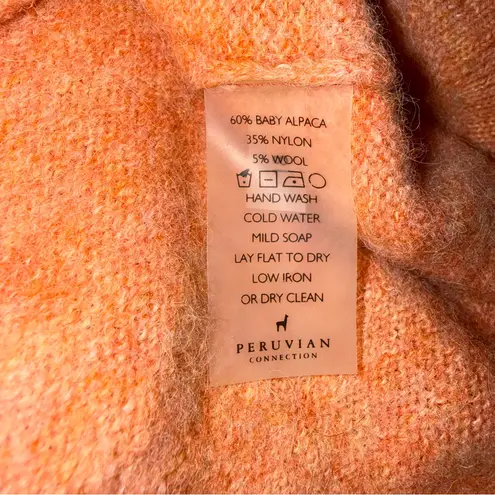 60% BABY ALPACA
35% NYLON
5% WOOL
HAND WASH
COLD WATER
MILD SOAP
LAY FLAT TO DRY
LOW IRON
OR DRY CLEAN
PERUVIAN
CONNECTION